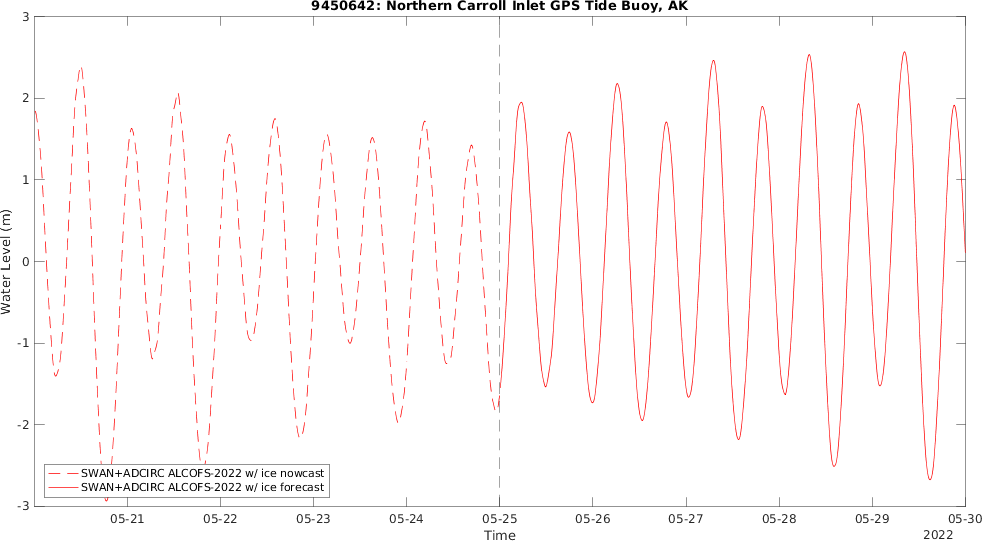 9450642: Northern Carroll Inlet GPS Tide Buoy, AK
3
2
1
0
-1
-2
-3
Water Level (m)
SWAN+ADCIRC ALCOFS-2022 w/ ice nowcast
SWAN+ADCIRC ALCOFS-2022 w/ ice forecast
05-21 05-22 05-23 05-24 05-25 05-26 05-27 05-28 05-29 05-30
Time
2022